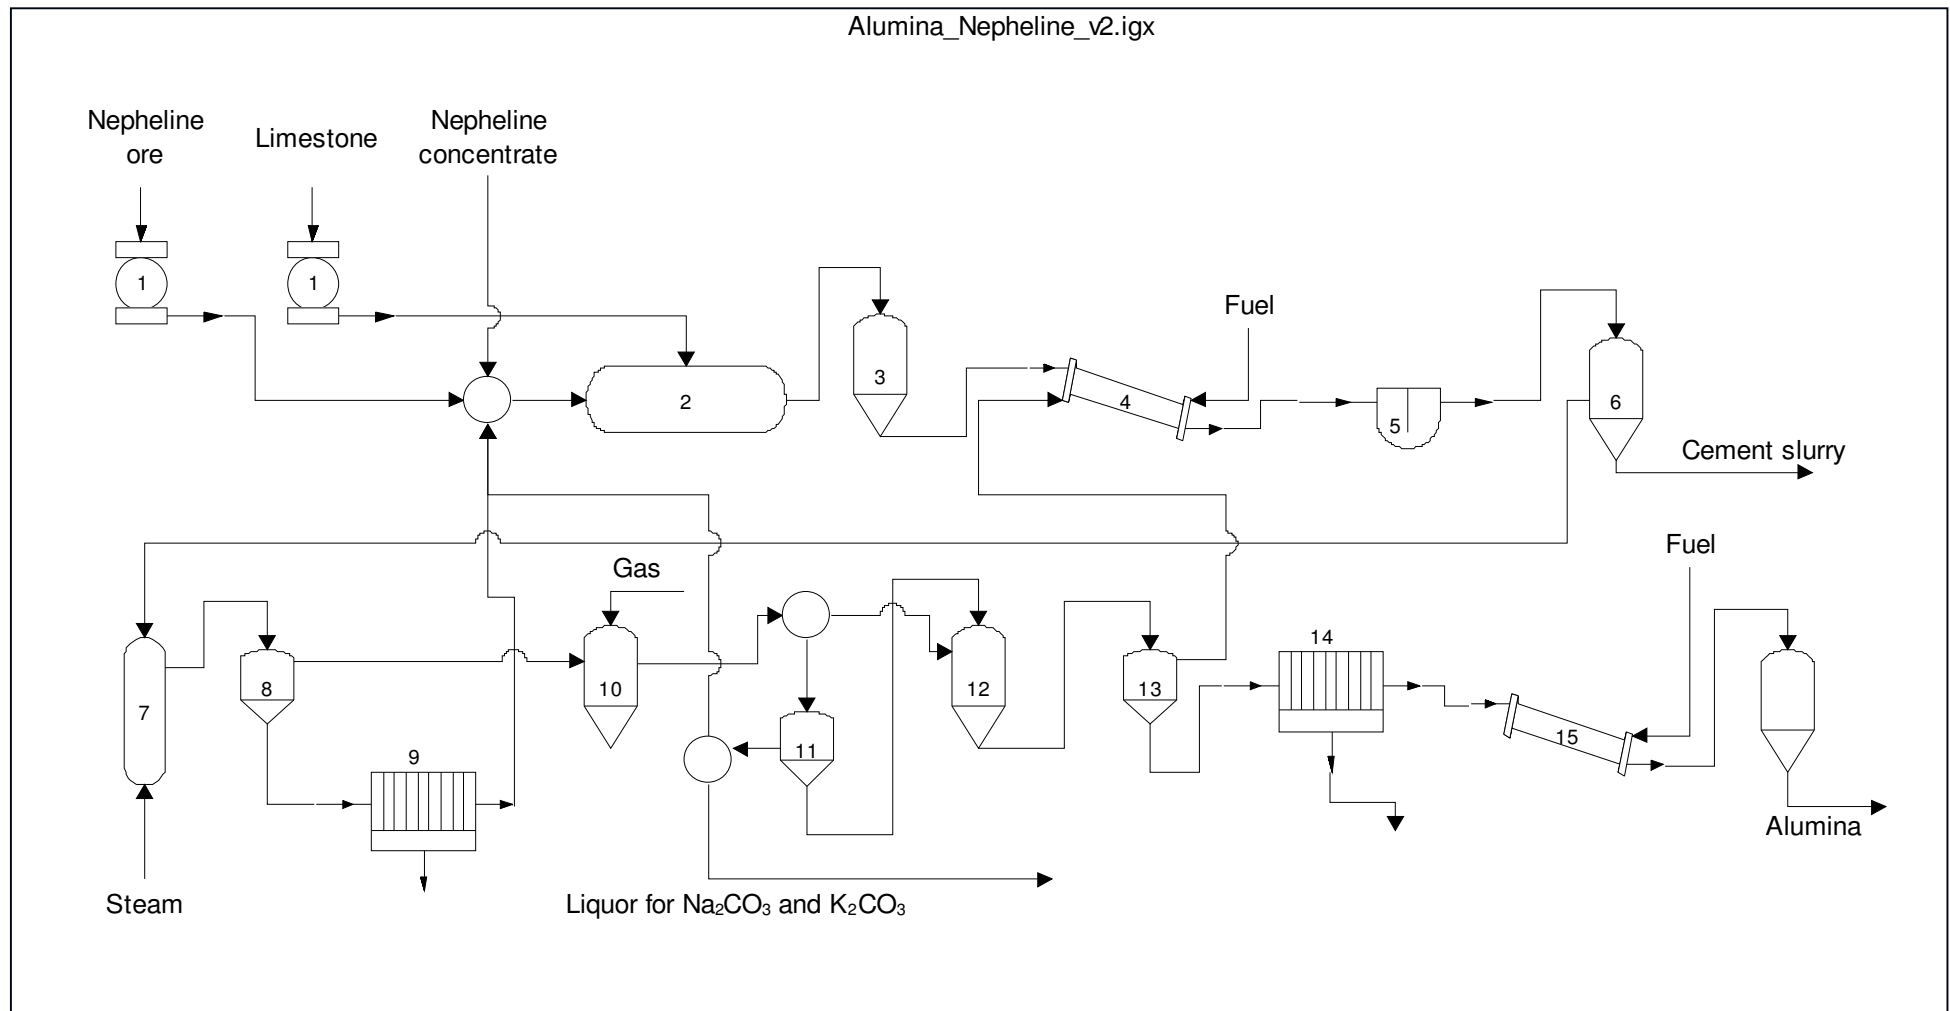 Alumina_Nepheline_v2.igx
Nepheline
ore
Limestone
Nepheline
concentrate
1
1
2
3
Fuel
4
5
6
Cement slurry
Gas
Fuel
7
8
9
10
11
12
13
14
15
Alumina
Steam
Liquor for Na₂CO₃ and K₂CO₃